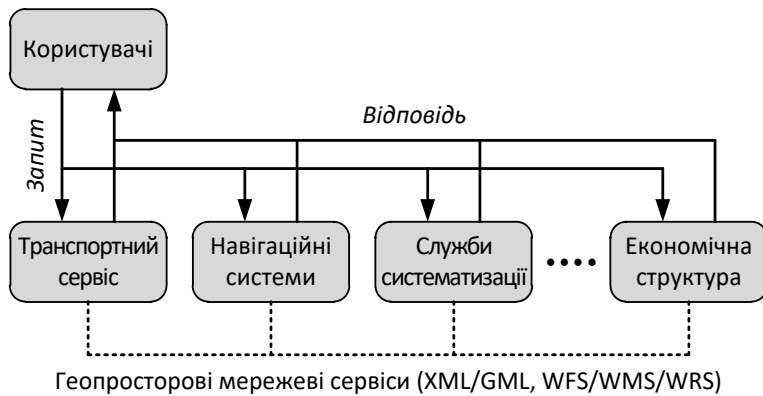 Користувачі
Відповідь
Запит
Транспортний
сервіс
Навігаційні
системи
Служби
систематизації
Економічна
структура
Геопросторові мережеві сервіси (XML/GML, WFS/WMS/WRS)